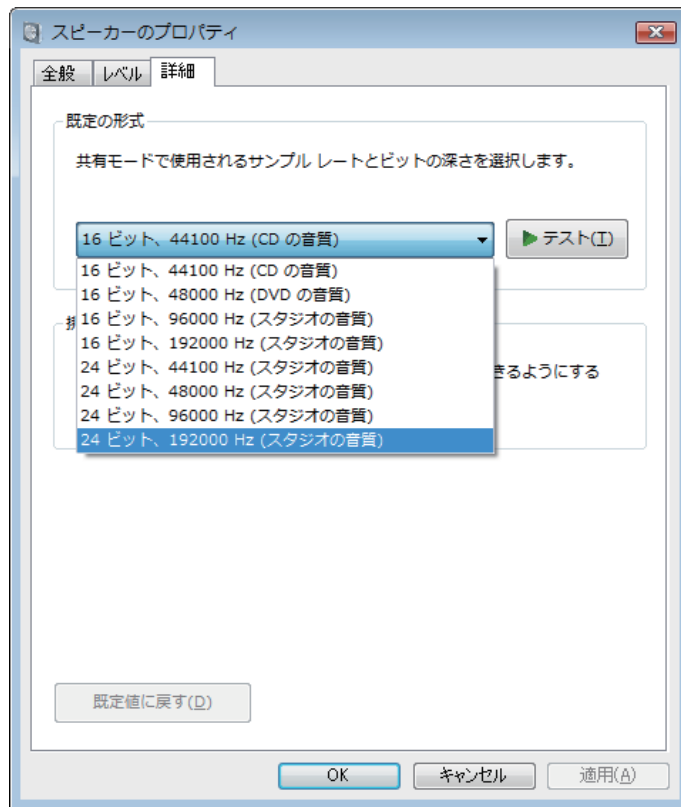 スピーカーのプロパティ
全般 レベル 詳細
既定の形式
共有モードで使用されるサンプル レートとビットの深さを選択します。
16 ビット、44100 Hz (CD の音質) テスト(T)
16 ビット、44100 Hz (CD の音質)
16 ビット、48000 Hz (DVD の音質)
16 ビット、96000 Hz (スタジオの音質)
16 ビット、192000 Hz (スタジオの音質)
24 ビット、44100 Hz (スタジオの音質)
きるようにする
24 ビット、48000 Hz (スタジオの音質)
24 ビット、96000 Hz (スタジオの音質)
24 ビット、192000 Hz (スタジオの音質)
既定値に戻す(D)
OK キャンセル 適用(A)